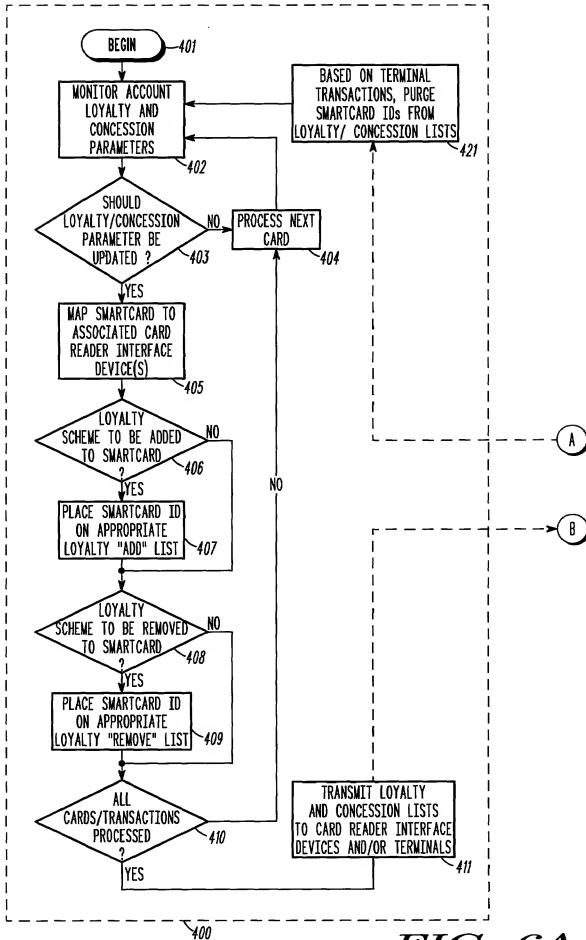 BEGIN
401
MONITOR ACCOUNT
LOYALTY AND
CONCESSION
PARAMETERS
402
BASED ON TERMINAL
TRANSACTIONS, PURGE
SMARTCARD IDs FROM
LOYALTY/ CONCESSION LISTS
421
SHOULD
LOYALTY/CONCESSION
PARAMETER BE
UPDATED ?
403
NO
PROCESS NEXT
CARD
404
YES
MAP SMARTCARD TO
ASSOCIATED CARD
READER INTERFACE
DEVICE(S)
405
LOYALTY
SCHEME TO BE ADDED
TO SMARTCARD
?
406
NO
YES
PLACE SMARTCARD ID
ON APPROPRIATE
LOYALTY "ADD" LIST
407
NO
A
B
LOYALTY
SCHEME TO BE REMOVED
TO SMARTCARD
?
408
NO
YES
PLACE SMARTCARD ID
ON APPROPRIATE
LOYALTY "REMOVE" LIST
409
ALL
CARDS/TRANSACTIONS
PROCESSED
?
410
YES
TRANSMIT LOYALTY
AND CONCESSION LISTS
TO CARD READER INTERFACE
DEVICES AND/OR TERMINALS
411
400
FIG. 6A